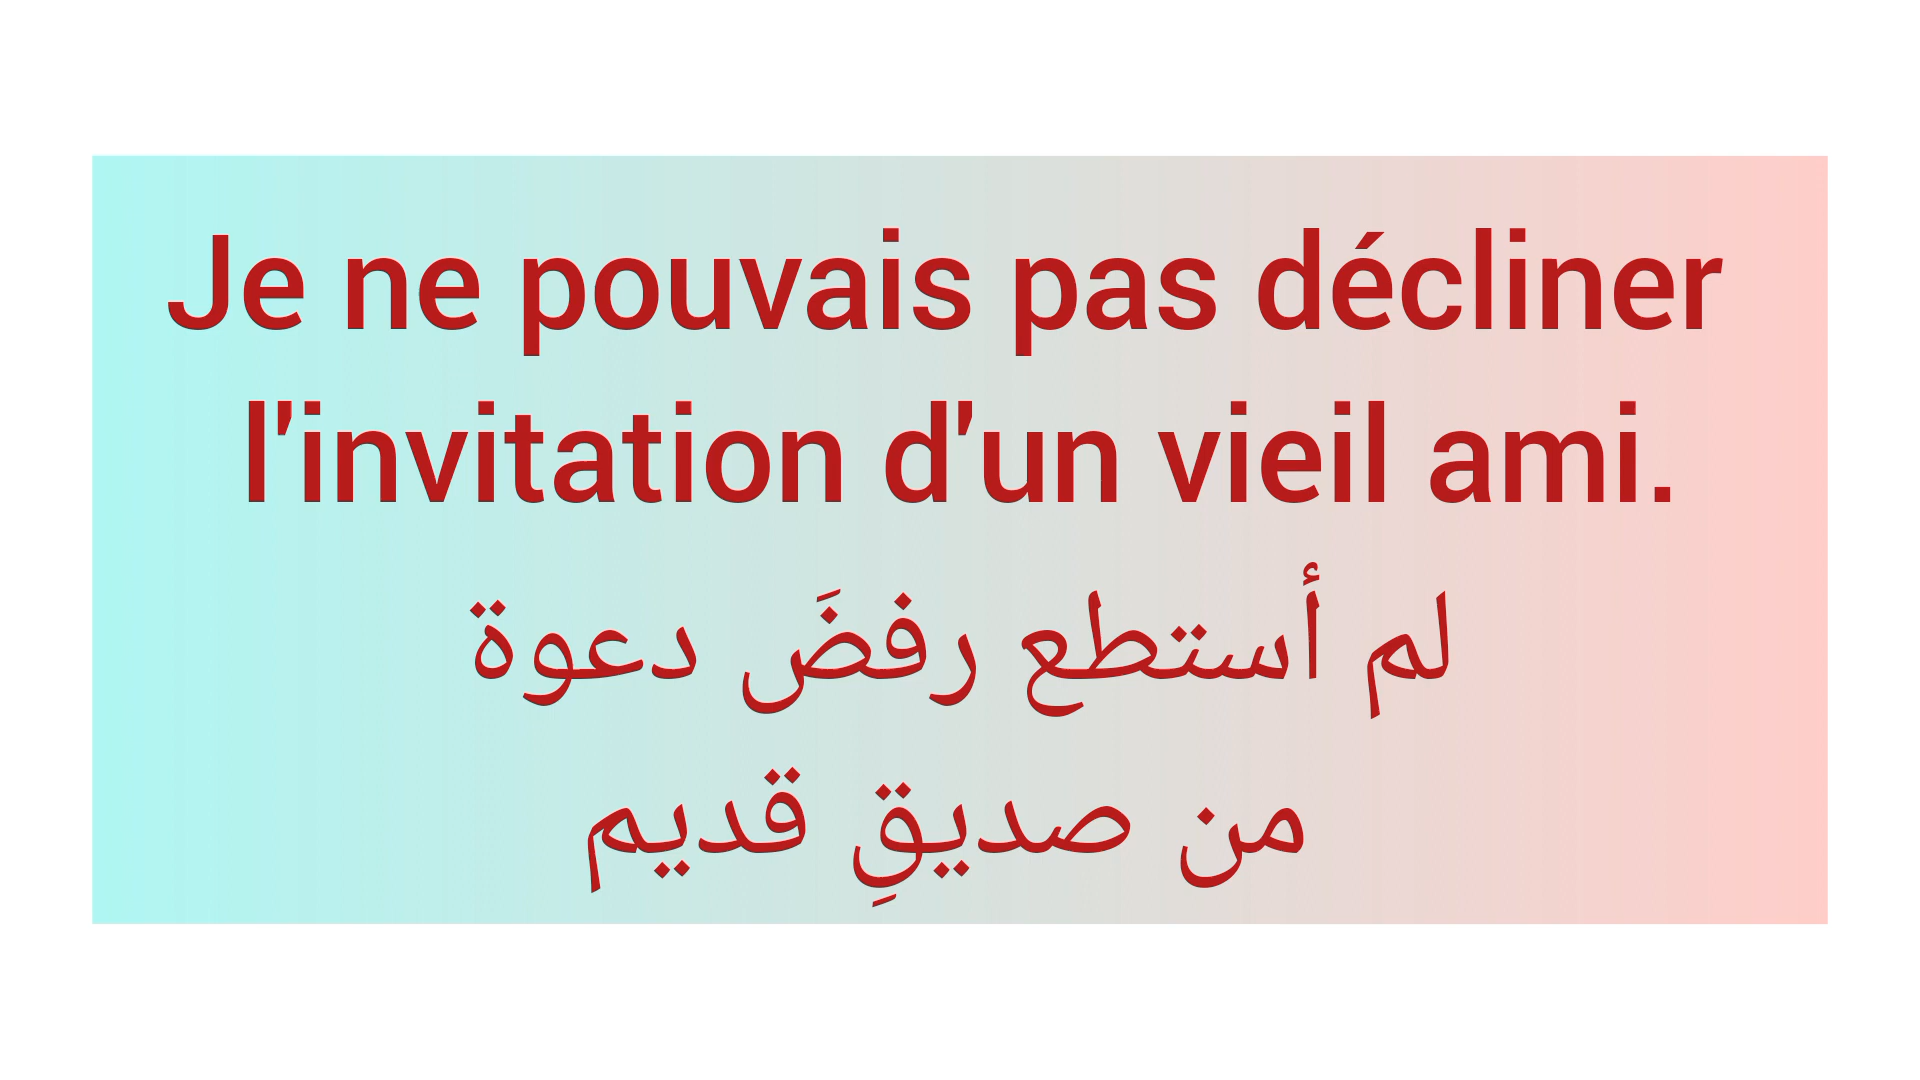 Je ne pouvais pas décliner
l'invitation d'un vieil ami.
لم أستطع رفضَ دعوة
من صديقِ قديم